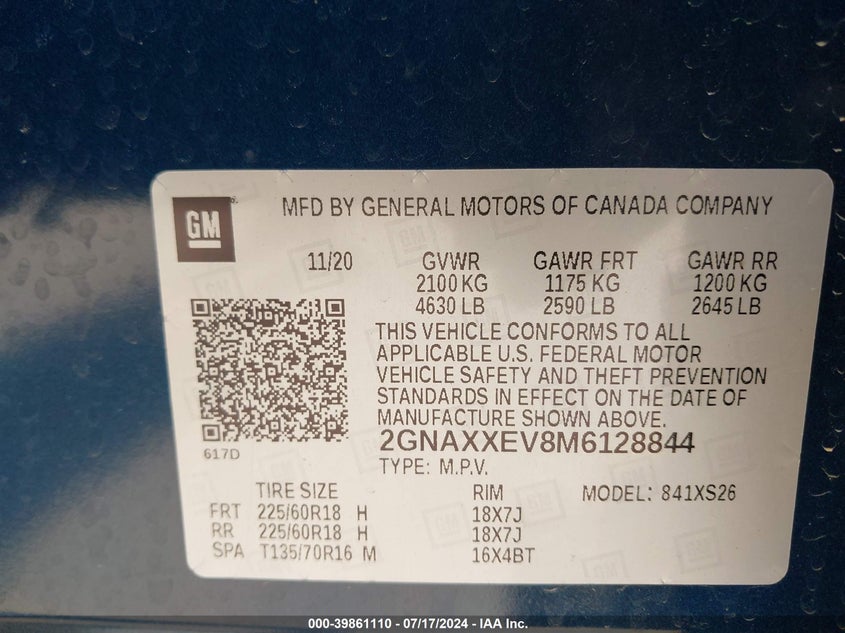 GM
MFD BY GENERAL MOTORS OF CANADA COMPANY
11/20 GVWR GAWR FRT GAWR RR
2100 KG 1175 KG 1200 KG
4630 LB 2590 LB 2645 LB
THIS VEHICLE CONFORMS TO ALL
APPLICABLE U.S. FEDERAL MOTOR
VEHICLE SAFETY AND THEFT PREVENTION
STANDARDS IN EFFECT ON THE DATE OF
MANUFACTURE SHOWN ABOVE.
617D
2GNAXXEV8M6128844
TYPE: M.P.V.
TIRE SIZE RIM MODEL: 841XS26
FRT 225/60R18 H 18X7J
RR 225/60R18 H 18X7J
SPA T135/70R16 M 16X4BT
000-39861110 - 07/17/2024 - IAA Inc.